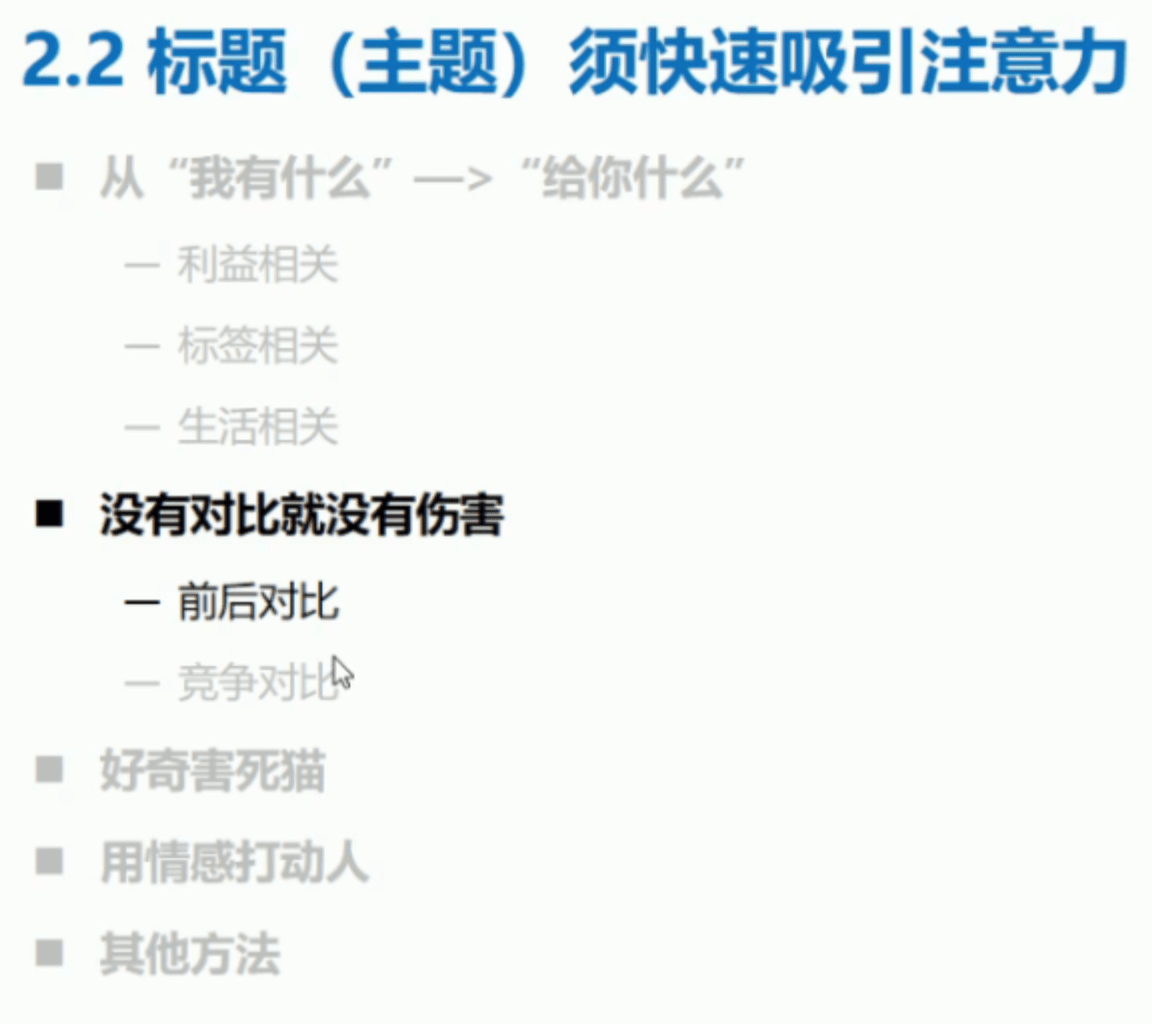 2.2 标题（主题）须快速吸引注意力
■ 从“我有什么”—>“给你什么”
— 利益相关
— 标签相关
— 生活相关
■ 没有对比就没有伤害
— 前后对比
— 竞争对比
■ 好奇害死猫
■ 用情感打动人
■ 其他方法